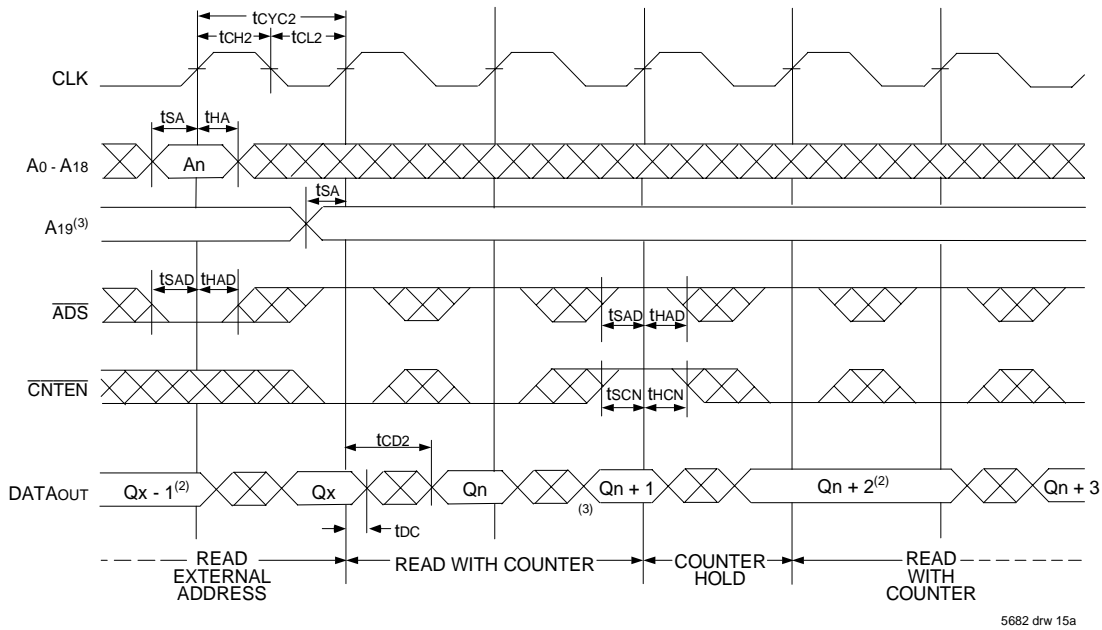 tCYC2
tCH2 tCL2
CLK
tSA tHA
A0 - A18 An
tSA
A19(3)
tSAD tHAD
ADS
tSAD tHAD
CNTEN
tSCN tHCN
tCD2
DATAOUT Qx - 1(2) Qx Qn Qn + 1 Qn + 2(2) Qn + 3
(3)
tDC
READ EXTERNAL ADDRESS
READ WITH COUNTER
COUNTER HOLD
READ WITH COUNTER
5682 drw 15a